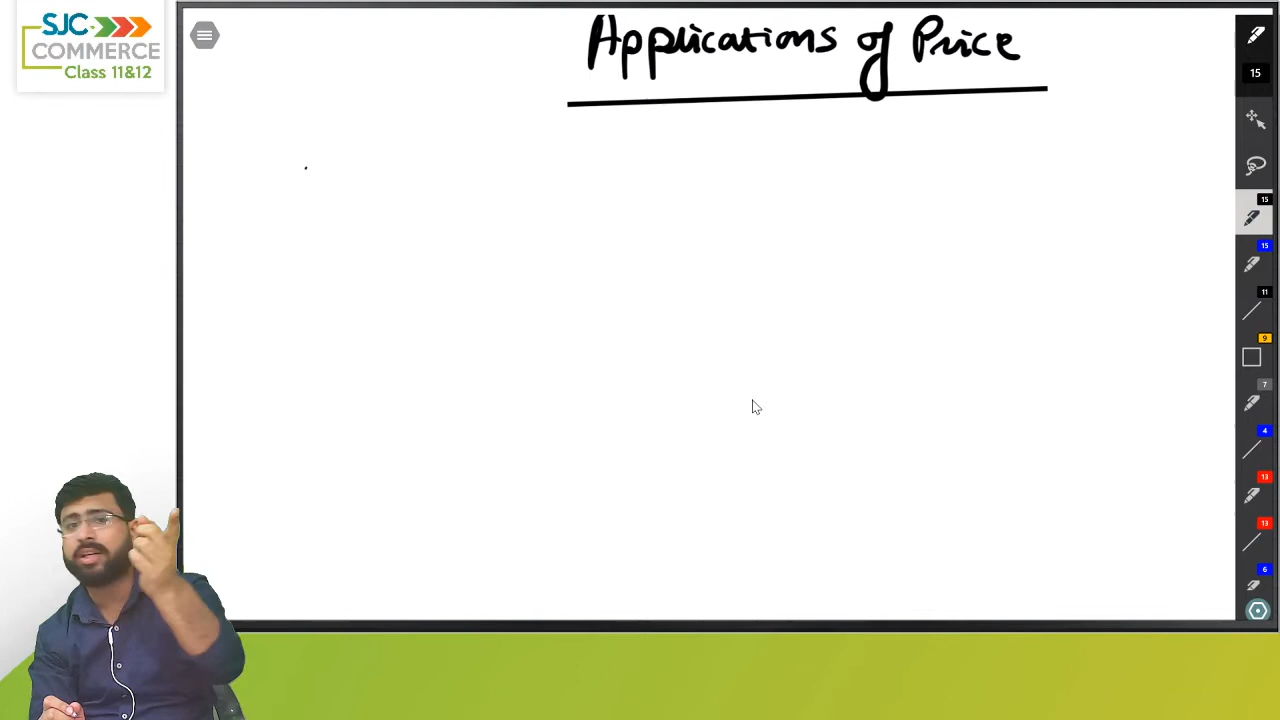 SJC
COMMERCE
Class 11&12
Applications of Price
15
15
15
11
9
7
4
13
13
6